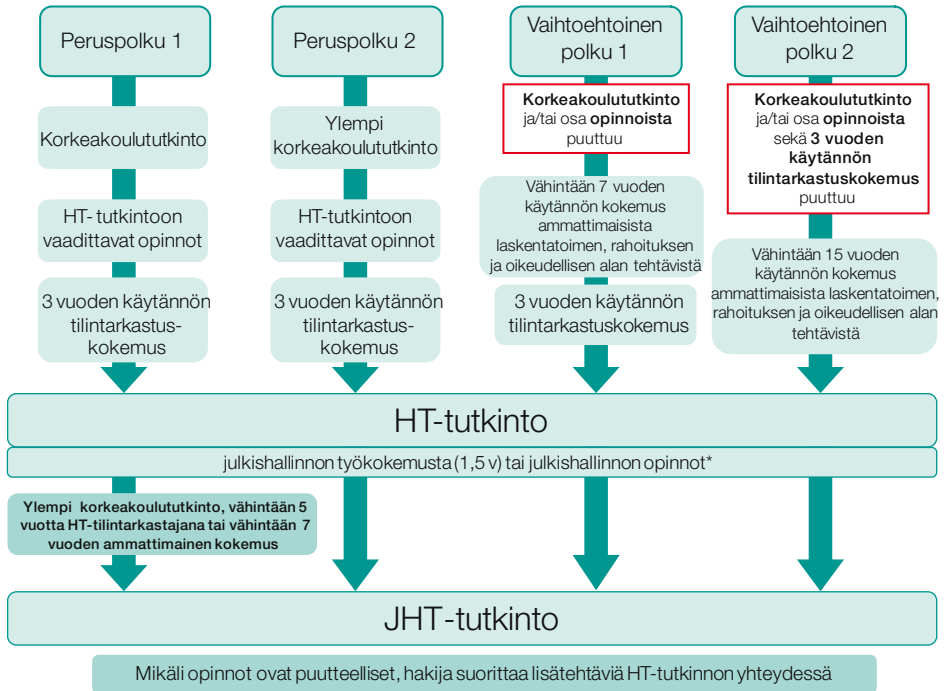 Peruspolku 1
Korkeakoulututkinto
HT- tutkintoon
vaadittavat opinnot
3 vuoden käytännön
tilintarkastus-
kokemus
Peruspolku 2
Ylempi
korkeakoulututkinto
HT-tutkintoon
vaadittavat opinnot
3 vuoden käytännön
tilintarkastus-
kokemus
Vaihtoehtoinen
polku 1
Korkeakoulututkinto
ja/tai osa opinnoista
puuttuu
Vähintään 7 vuoden
käytännön kokemus
ammattimaisista
laskentatoimen, rahoituksen
ja oikeudellisen alan tehtävistä
3 vuoden käytännön
tilintarkastuskokemus
Vaihtoehtoinen
polku 2
Korkeakoulututkinto
ja/tai osa opinnoista
sekä 3 vuoden
käytännön
tilintarkastuskokemus
puuttuu
Vähintään 15 vuoden
käytännön kokemus
ammattimaisista laskentatoimen,
rahoituksen ja oikeudellisen alan
tehtävistä
HT-tutkinto
julkishallinnon työkokemusta (1,5 v) tai julkishallinnon opinnot*
Ylempi korkeakoulututkinto, vähintään 5
vuotta HT-tilintarkastajana tai vähintään 7
vuoden ammattimainen kokemus
JHT-tutkinto
Mikäli opinnot ovat puutteelliset, hakija suorittaa lisätehtäviä HT-tutkinnon yhteydessä